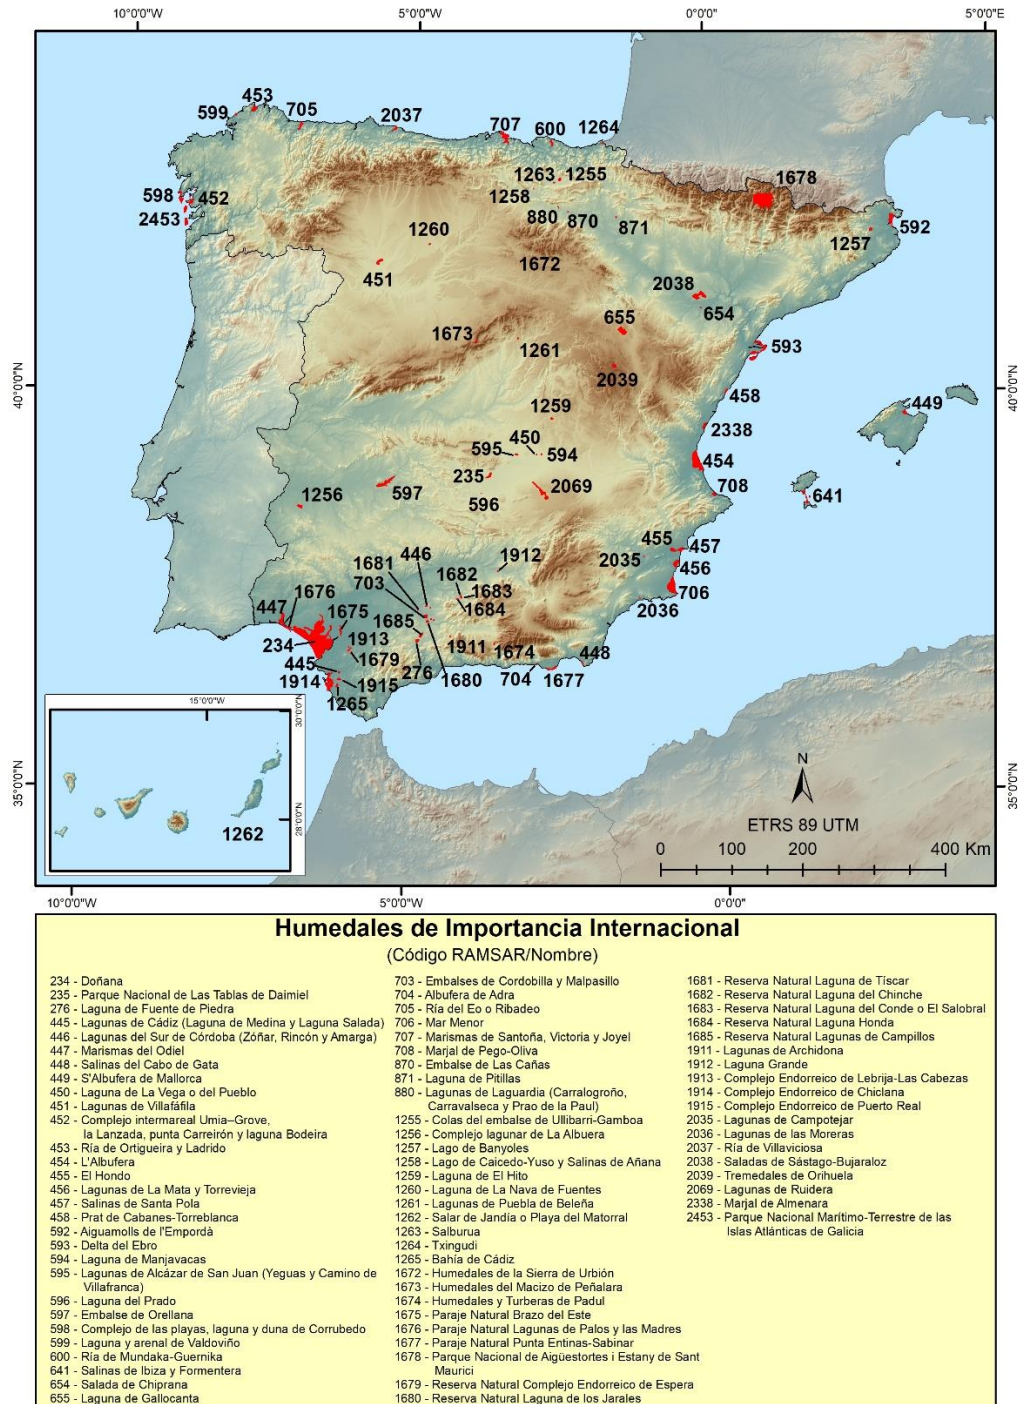 10°0'0"W
5°0'0"W
0°0'0"
5°0'0"E
453
599
705
2037
707
600
1264
598
452
2453
1263
1255
1258
880
870
871
1678
592
1257
1260
451
1672
2038
654
655
593
1673
1261
2039
40°0'0"N
40°0'0"N
458
449
1259
2338
450
595
594
454
235
2069
708
597
596
641
1256
455
457
2035
456
446
1912
1681
703
1682
1683
1684
2036
706
1676
447
1675
1685
234
1913
1911
1674
448
445
1679
276
1680
704
1677
1914
1915
1265
15°0'0"W
30°0'0"N
28°0'0"N
1262
35°0'0"N
35°0'0"N
N
ETRS 89 UTM
0 100 200 400 Km
10°0'0"W
5°0'0"W
0°0'0"
Humedales de Importancia Internacional
(Código RAMSAR/Nombre)
234 - Doñana
235 - Parque Nacional de Las Tablas de Daimiel
276 - Laguna de Fuente de Piedra
445 - Lagunas de Cádiz (Laguna de Medina y Laguna Salada)
446 - Lagunas del Sur de Córdoba (Zóñar, Rincón y Amarga)
447 - Marismas del Odiel
448 - Salinas del Cabo de Gata
449 - S'Albufera de Mallorca
450 - Laguna de La Vega o del Pueblo
451 - Lagunas de Villafáfila
452 - Complejo intermareal Umia–Grove,
la Lanzada, punta Carreirón y laguna Bodeira
453 - Ría de Ortigueira y Ladrido
454 - L'Albufera
455 - El Hondo
456 - Lagunas de La Mata y Torrevieja
457 - Salinas de Santa Pola
458 - Prat de Cabanes-Torreblanca
592 - Aiguamolls de l'Empordà
593 - Delta del Ebro
594 - Laguna de Manjavacas
595 - Lagunas de Alcázar de San Juan (Yeguas y Camino de
Villafranca)
596 - Laguna del Prado
597 - Embalse de Orellana
598 - Complejo de las playas, laguna y duna de Corrubedo
599 - Laguna y arenal de Valdoviño
600 - Ría de Mundaka-Guernika
641 - Salinas de Ibiza y Formentera
654 - Salada de Chiprana
655 - Laguna de Gallocanta
703 - Embalses de Cordobilla y Malpasillo
704 - Albufera de Adra
705 - Ría del Eo o Ribadeo
706 - Mar Menor
707 - Marismas de Santoña, Victoria y Joyel
708 - Marjal de Pego-Oliva
870 - Embalse de Las Cañas
871 - Laguna de Pitillas
880 - Lagunas de Laguardia (Carralogroño,
Carravalseca y Prao de la Paul)
1255 - Colas del embalse de Ullibarri-Gamboa
1256 - Complejo lagunar de La Albuera
1257 - Lago de Banyoles
1258 - Lago de Caicedo-Yuso y Salinas de Añana
1259 - Laguna de El Hito
1260 - Laguna de La Nava de Fuentes
1261 - Lagunas de Puebla de Beleña
1262 - Salar de Jandía o Playa del Matorral
1263 - Salburua
1264 - Txingudi
1265 - Bahía de Cádiz
1672 - Humedales de la Sierra de Urbión
1673 - Humedales del Macizo de Peñalara
1674 - Humedales y Turberas de Padul
1675 - Paraje Natural Brazo del Este
1676 - Paraje Natural Lagunas de Palos y las Madres
1677 - Paraje Natural Punta Entinas-Sabinar
1678 - Parque Nacional de Aigüestortes i Estany de Sant
Maurici
1679 - Reserva Natural Complejo Endorreico de Espera
1680 - Reserva Natural Laguna de los Jarales
1681 - Reserva Natural Laguna de Tíscar
1682 - Reserva Natural Laguna del Chinche
1683 - Reserva Natural Laguna del Conde o El Salobral
1684 - Reserva Natural Laguna Honda
1685 - Reserva Natural Lagunas de Campillos
1911 - Lagunas de Archidona
1912 - Laguna Grande
1913 - Complejo Endorreico de Lebrija-Las Cabezas
1914 - Complejo Endorreico de Chiclana
1915 - Complejo Endorreico de Puerto Real
2035 - Lagunas de Campotejar
2036 - Lagunas de las Moreras
2037 - Ría de Villaviciosa
2038 - Saladas de Sástago-Bujaraloz
2039 - Tremedales de Orihuela
2069 - Lagunas de Ruidera
2338 - Marjal de Almenara
2453 - Parque Nacional Marítimo-Terrestre de las
Islas Atlánticas de Galicia